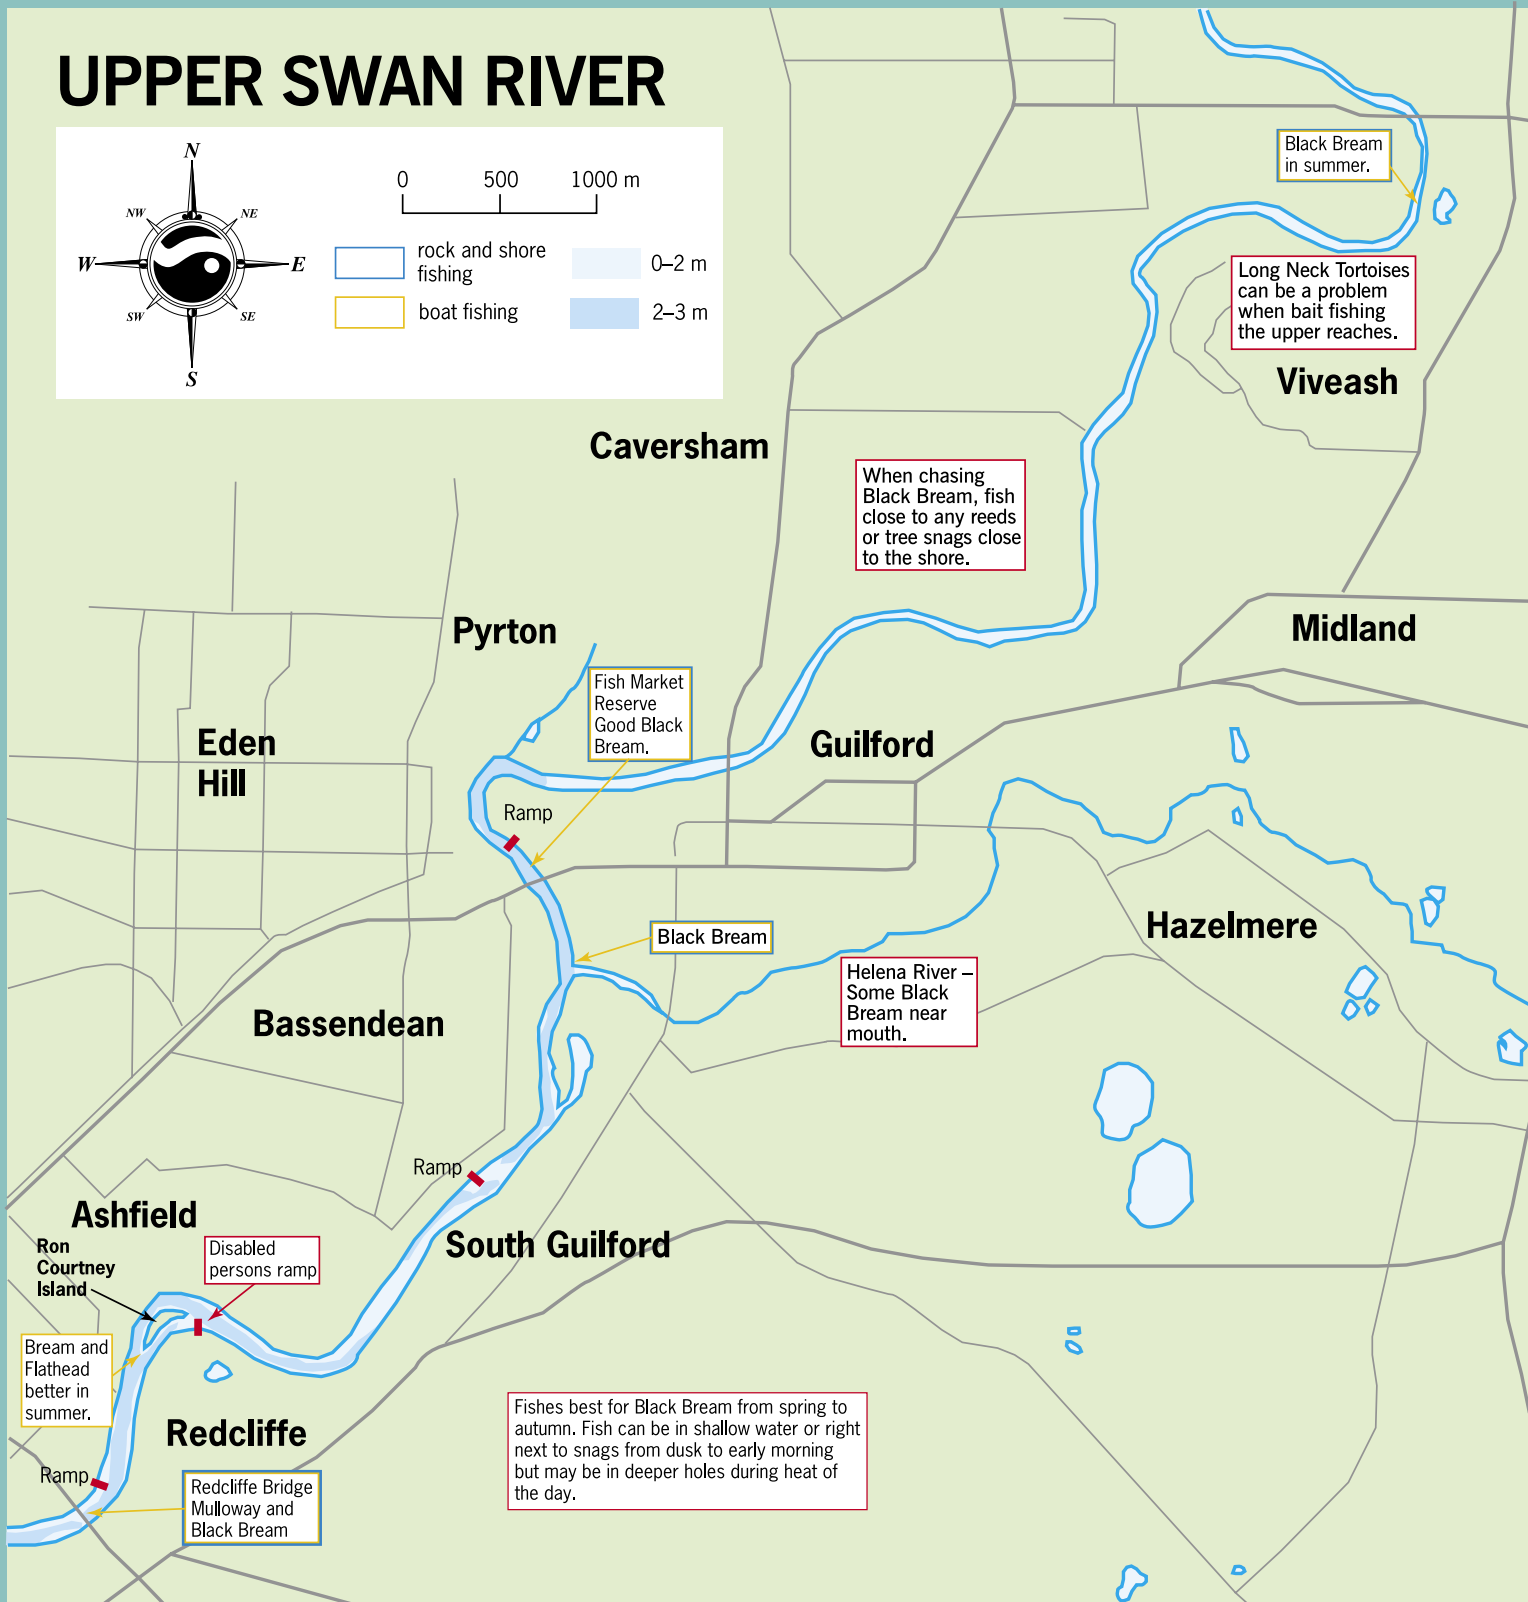 UPPER SWAN RIVER
N
NW
NE
W
E
SW
SE
S
0
500
1000 m
rock and shore
fishing
boat fishing
0–2 m
2–3 m
Black Bream
in summer.
Long Neck Tortoises
can be a problem
when bait fishing
the upper reaches.
Viveash
Caversham
When chasing
Black Bream, fish
close to any reeds
or tree snags close
to the shore.
Pyrton
Midland
Fish Market
Reserve
Good Black
Bream.
Eden
Hill
Guilford
Ramp
Black Bream
Hazelmere
Helena River –
Some Black
Bream near
mouth.
Bassendean
Ramp
Ashfield
South Guilford
Ron
Courtney
Island
Disabled
persons ramp
Bream and
Flathead
better in
summer.
Redcliffe
Ramp
Redcliffe Bridge
Mulloway and
Black Bream
Fishes best for Black Bream from spring to
autumn. Fish can be in shallow water or right
next to snags from dusk to early morning
but may be in deeper holes during heat of
the day.